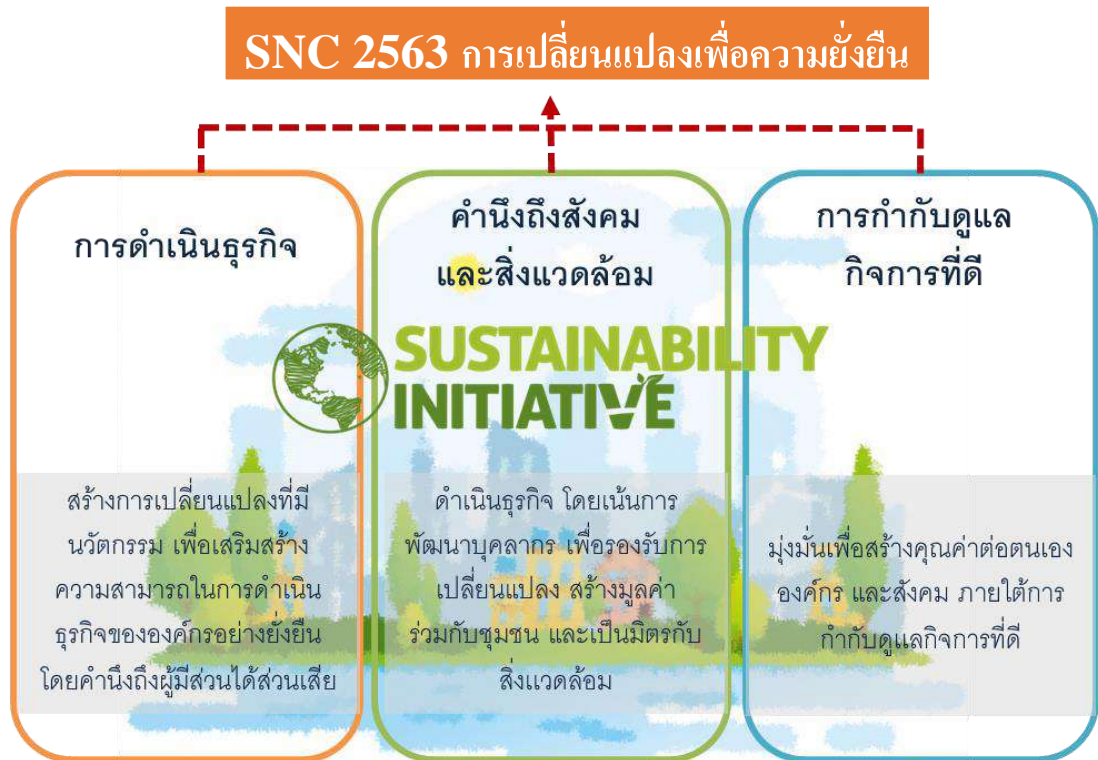 SNC 2563 การเปลี่ยนแปลงเพื่อความยั่งยืน
การดำเนินธุรกิจ
สร้างการเปลี่ยนแปลงที่มี
นวัตกรรม เพื่อเสริมสร้าง
ความสามารถในการดำเนิน
ธุรกิจขององค์กรอย่างยั่งยืน
โดยคำนึงถึงผู้มีส่วนได้ส่วนเสีย
คำนึงถึงสังคม
และสิ่งแวดล้อม
SUSTAINABILITY
INITIATIVE
ดำเนินธุรกิจ โดยเน้นการ
พัฒนาบุคลากร เพื่อรองรับการ
เปลี่ยนแปลง สร้างมูลค่า
ร่วมกับชุมชน และเป็นมิตรกับ
สิ่งแวดล้อม
การกำกับดูแล
กิจการที่ดี
มุ่งมั่นเพื่อสร้างคุณค่าต่อตนเอง
องค์กร และสังคม ภายใต้การ
กำกับดูแลกิจการที่ดี